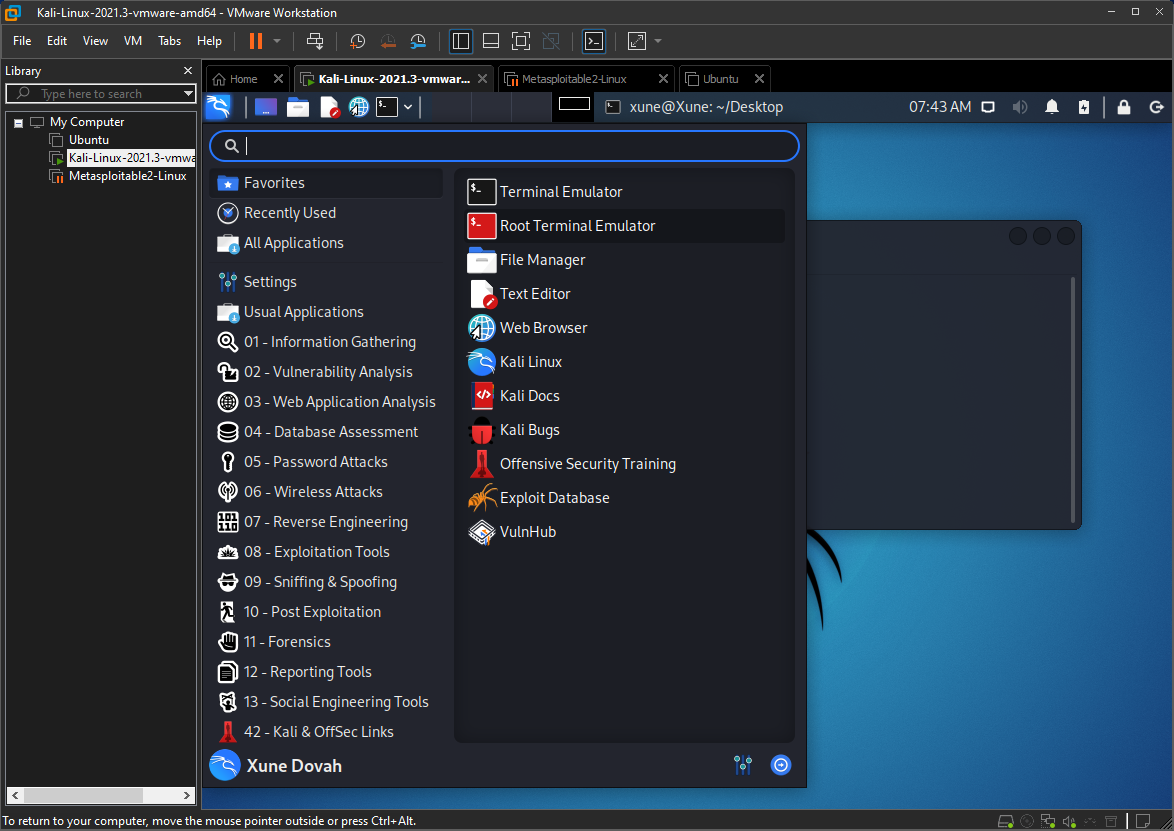 Kali-Linux-2021.3-vmware-amd64 - VMware Workstation
File Edit View VM Tabs Help
Library
Type here to search
My Computer
Ubuntu
Kali-Linux-2021.3-vmwa
Metasploitable2-Linux
Home
Kali-Linux-2021.3-vmwar...
Metasploitable2-Linux
Ubuntu
xune@Xune: ~/Desktop
07:43 AM
Favorites
Recently Used
All Applications
Settings
Usual Applications
01 - Information Gathering
02 - Vulnerability Analysis
03 - Web Application Analysis
04 - Database Assessment
05 - Password Attacks
06 - Wireless Attacks
07 - Reverse Engineering
08 - Exploitation Tools
09 - Sniffing & Spoofing
10 - Post Exploitation
11 - Forensics
12 - Reporting Tools
13 - Social Engineering Tools
42 - Kali & OffSec Links
Terminal Emulator
Root Terminal Emulator
File Manager
Text Editor
Web Browser
Kali Linux
Kali Docs
Kali Bugs
Offensive Security Training
Exploit Database
VulnHub
Xune Dovah
To return to your computer, move the mouse pointer outside or press Ctrl+Alt.